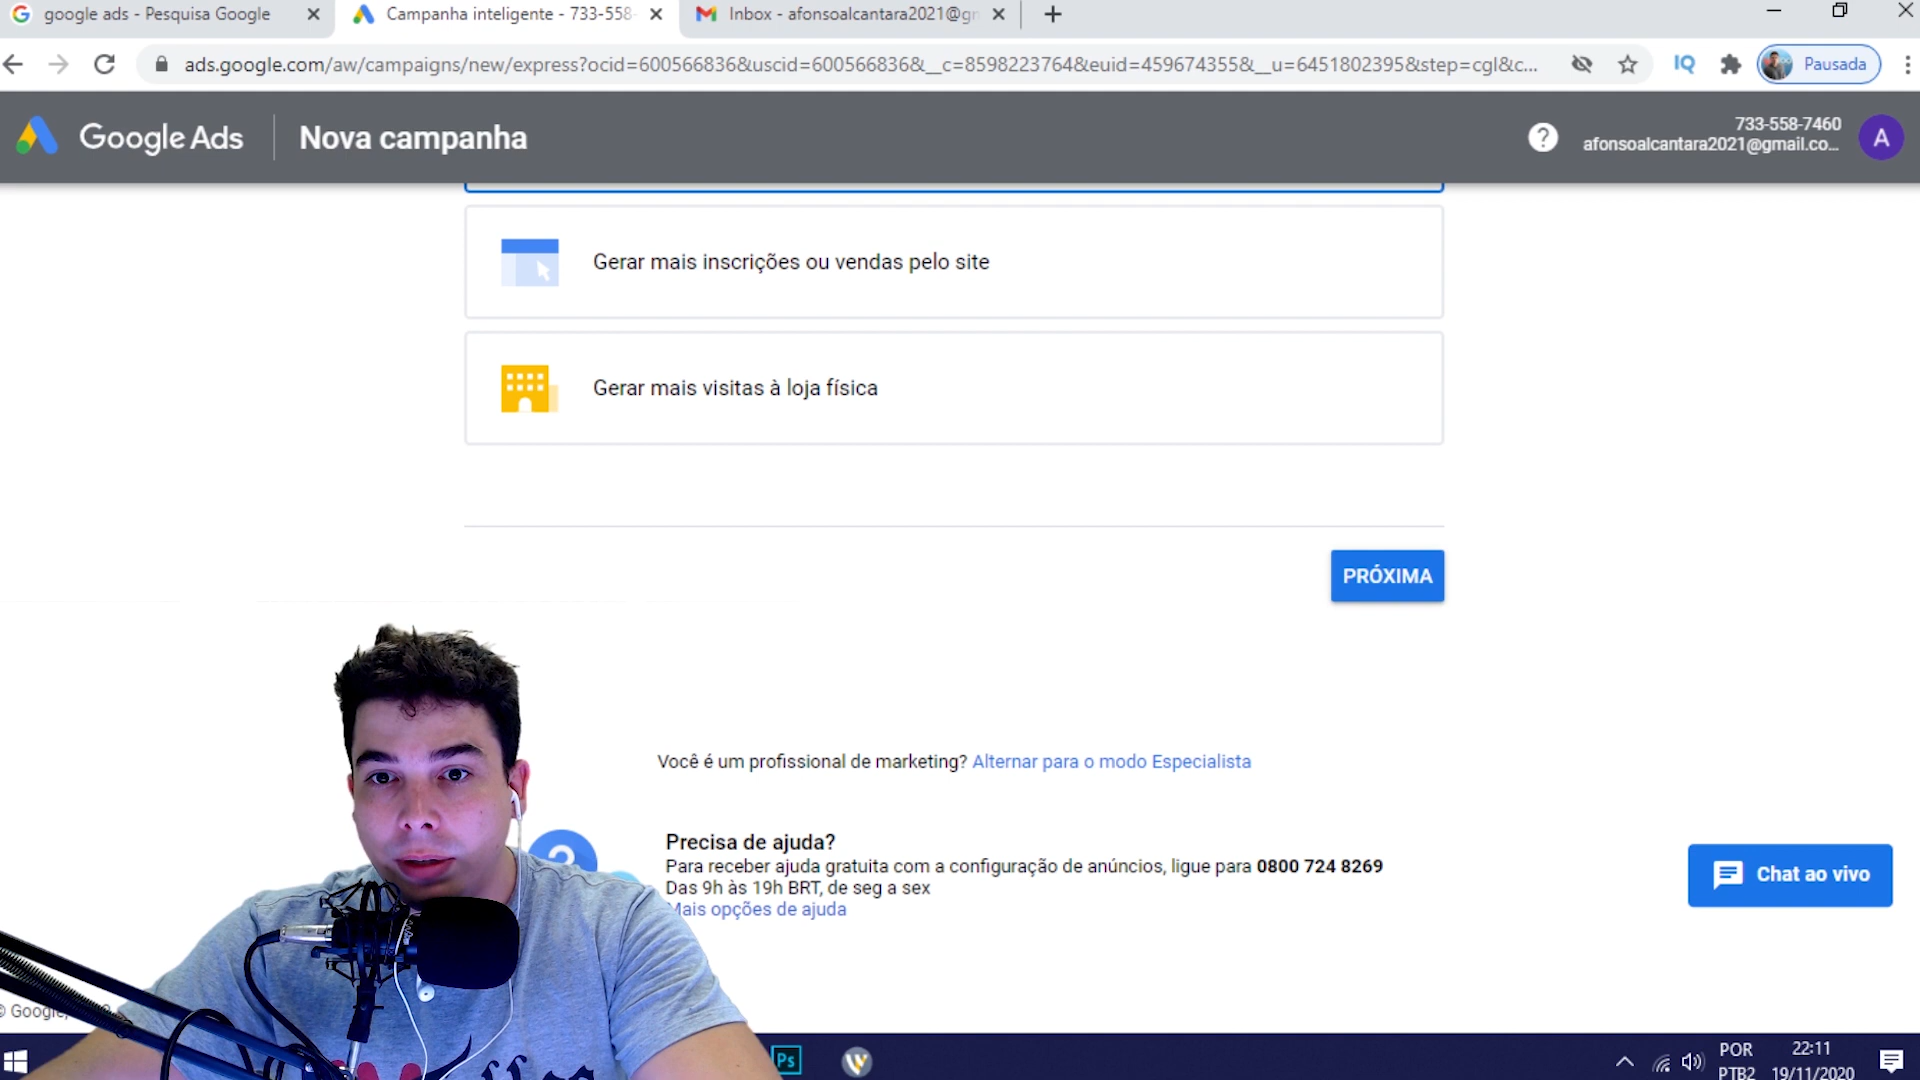 google ads - Pesquisa Google
Campanha inteligente - 733-558-
Inbox - afonsoalcantara2021@gm
ads.google.com/aw/campaigns/new/express?ocid=600566836&uscid=600566836&__c=8598223764&euid=459674355&__u=6451802395&step=cgl&c...
IQ
Pausada
Google Ads
Nova campanha
733-558-7460
afonsoalcantara2021@gmail.co...
A
Gerar mais inscrições ou vendas pelo site
Gerar mais visitas à loja física
PRÓXIMA
Você é um profissional de marketing? Alternar para o modo Especialista
Precisa de ajuda?
Para receber ajuda gratuita com a configuração de anúncios, ligue para 0800 724 8269
Das 9h às 19h BRT, de seg a sex
Mais opções de ajuda
Chat ao vivo
© Google,
Ps
POR
22:11
PTB2
19/11/2020